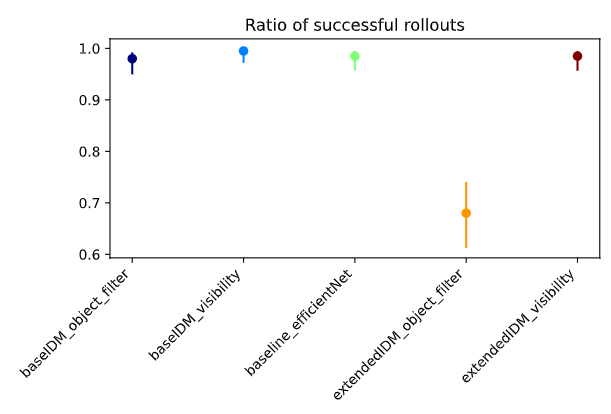 Ratio of successful rollouts
1.0
0.9
0.8
0.7
0.6
baseIDM_object_filter
baseIDM_visibility
baseline_efficientNet
extendedIDM_object_filter
extendedIDM_visibility